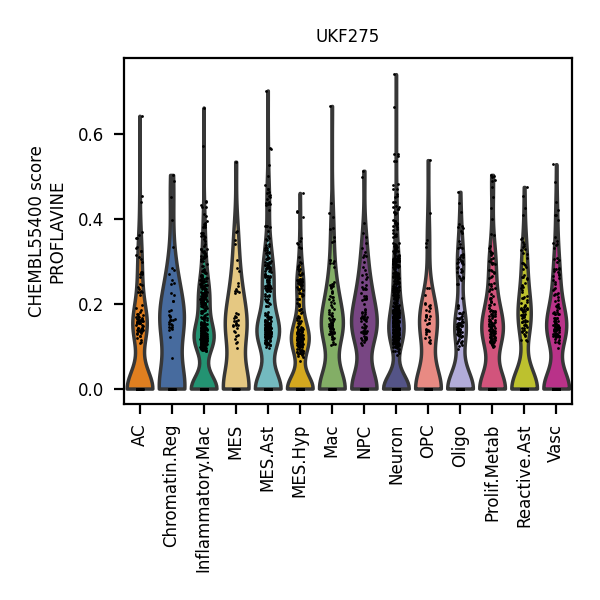 UKF275
CHEMBL55400 score
PROFLAVINE
0.6
0.4
0.2
0.0
AC
Chromatin.Reg
Inflammatory.Mac
MES
MES.Ast
MES.Hyp
Mac
NPC
Neuron
OPC
Oligo
Prolif.Metab
Reactive.Ast
Vasc